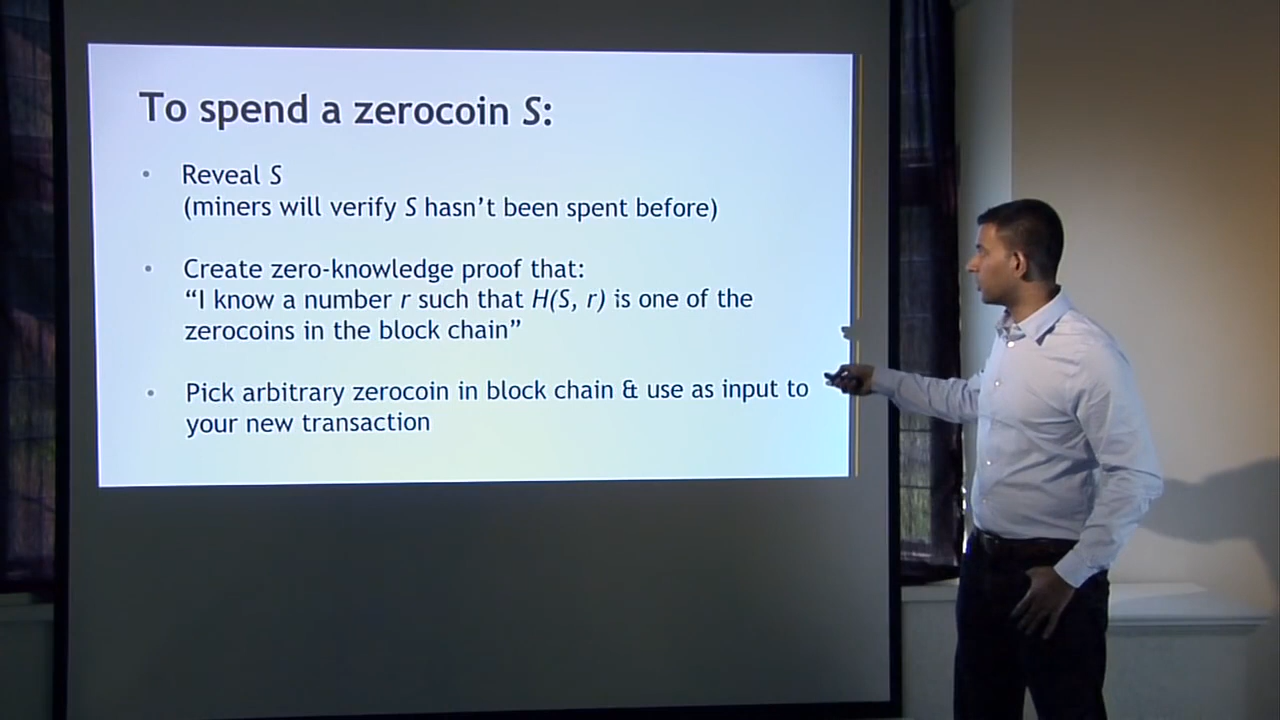 To spend a zerocoin S:
• Reveal S
(miners will verify S hasn't been spent before)
• Create zero-knowledge proof that:
“I know a number r such that H(S, r) is one of the
zerocoins in the block chain”
• Pick arbitrary zerocoin in block chain & use as input to
your new transaction